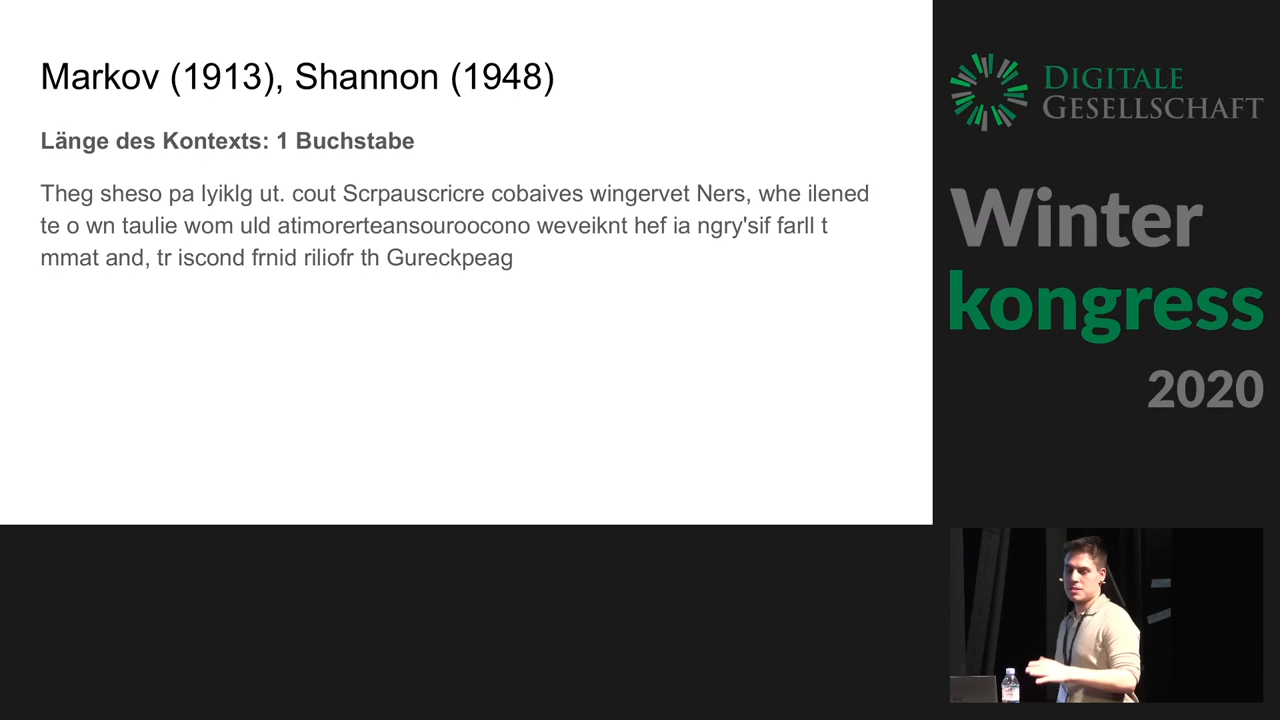 Markov (1913), Shannon (1948)
Länge des Kontexts: 1 Buchstabe
Theg sheso pa lyiklg ut. cout Scrpauscricre cobaives wingervet Ners, whe ilened
te o wn taulie wom uld atimorerteansouroocono weveiknt hef ia ngry'sif farll t
mmat and, tr iscond frnid riliofr th Gureckpeag
DIGITALE
GESELLSCHAFT
Winter
kongress
2020